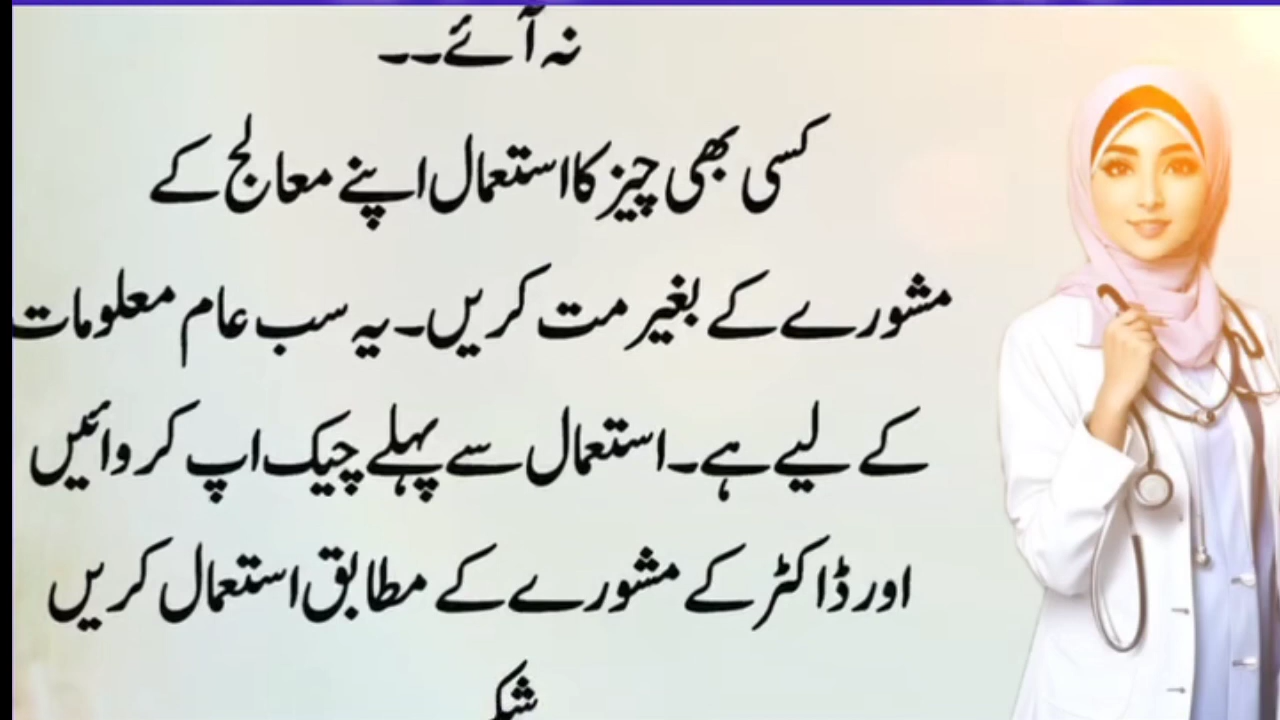 نہ آئے۔۔
کسی بھی چیز کا استعمال اپنے معالج کے
مشورے کے بغیر مت کریں۔ یہ سب عام معلومات
کے لیے ہے۔ استعمال سے پہلے چیک اپ کروائیں
اور ڈاکٹر کے مشورے کے مطابق استعمال کریں